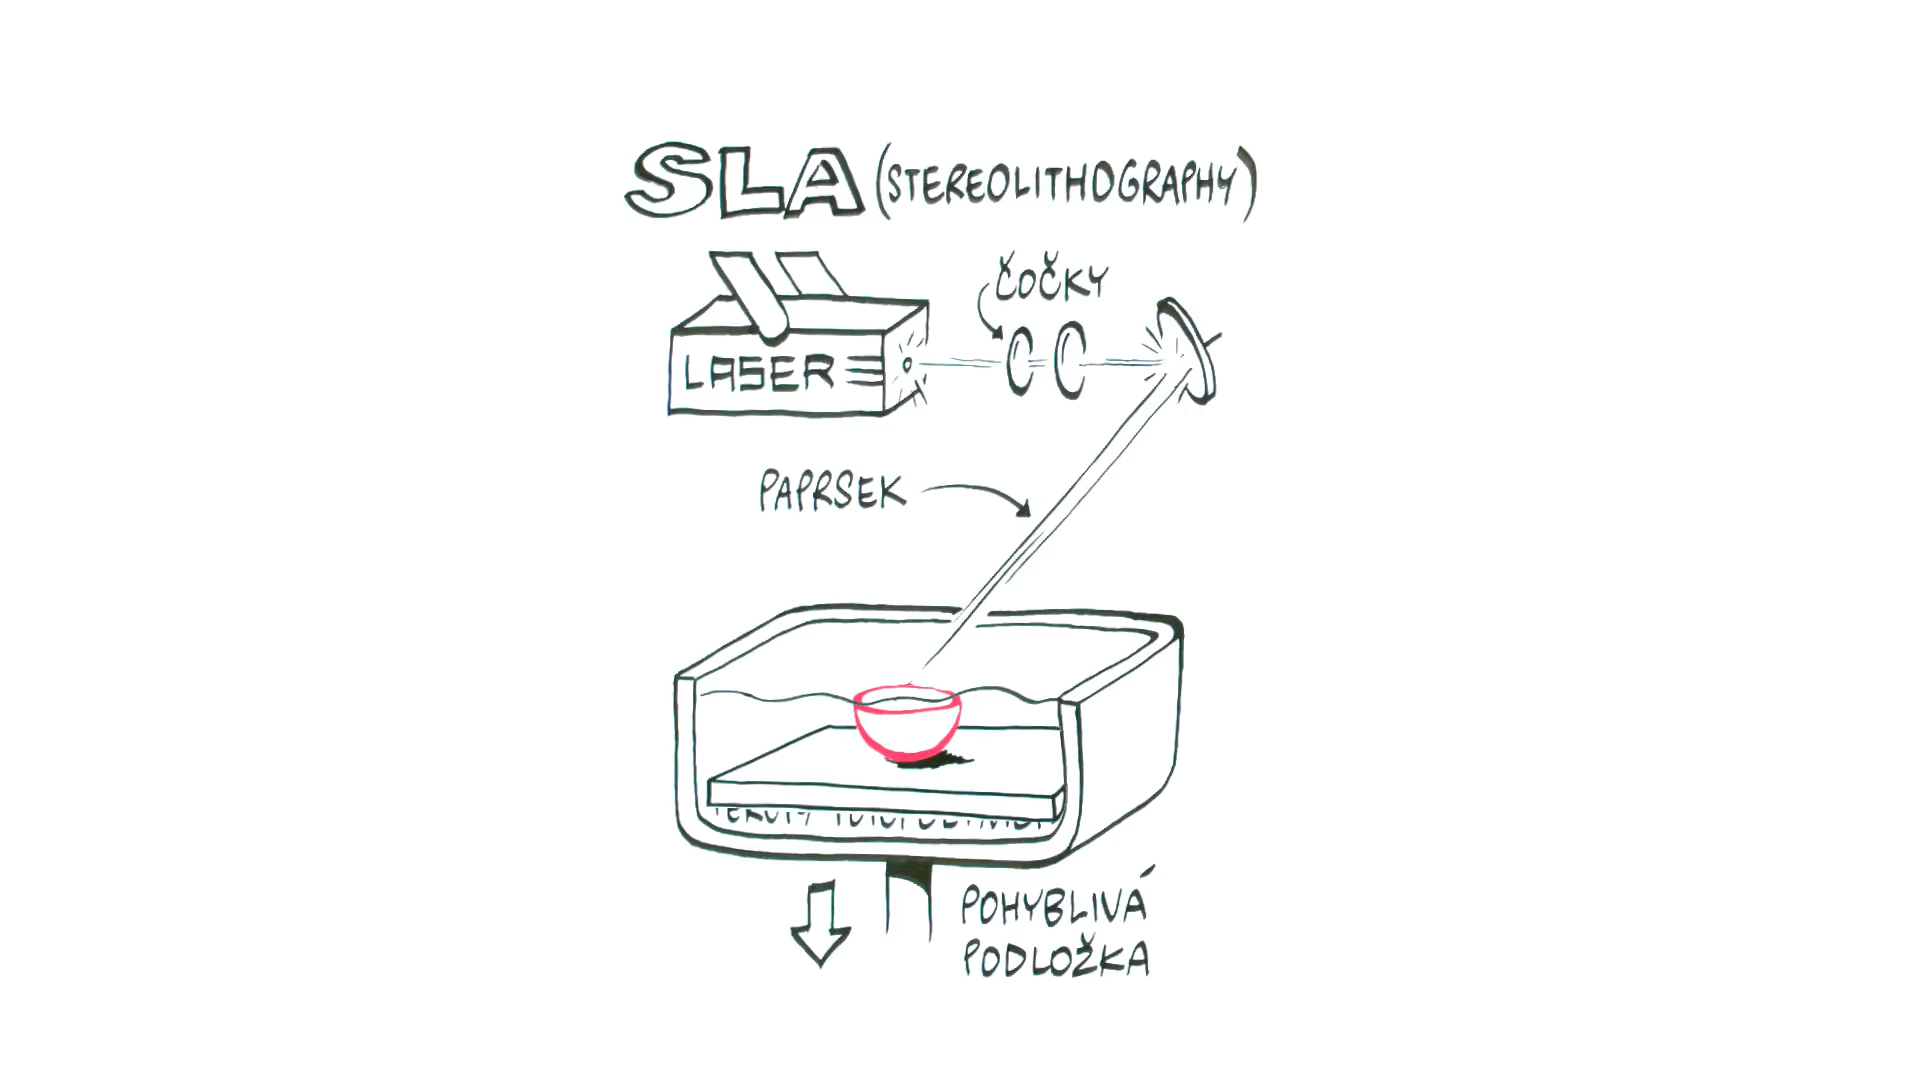 SLA (STEREOLITHOGRAPHY)
ČOČKY
LASER
PAPRSEK
POHYBLIVÁ
PODLOŽKA